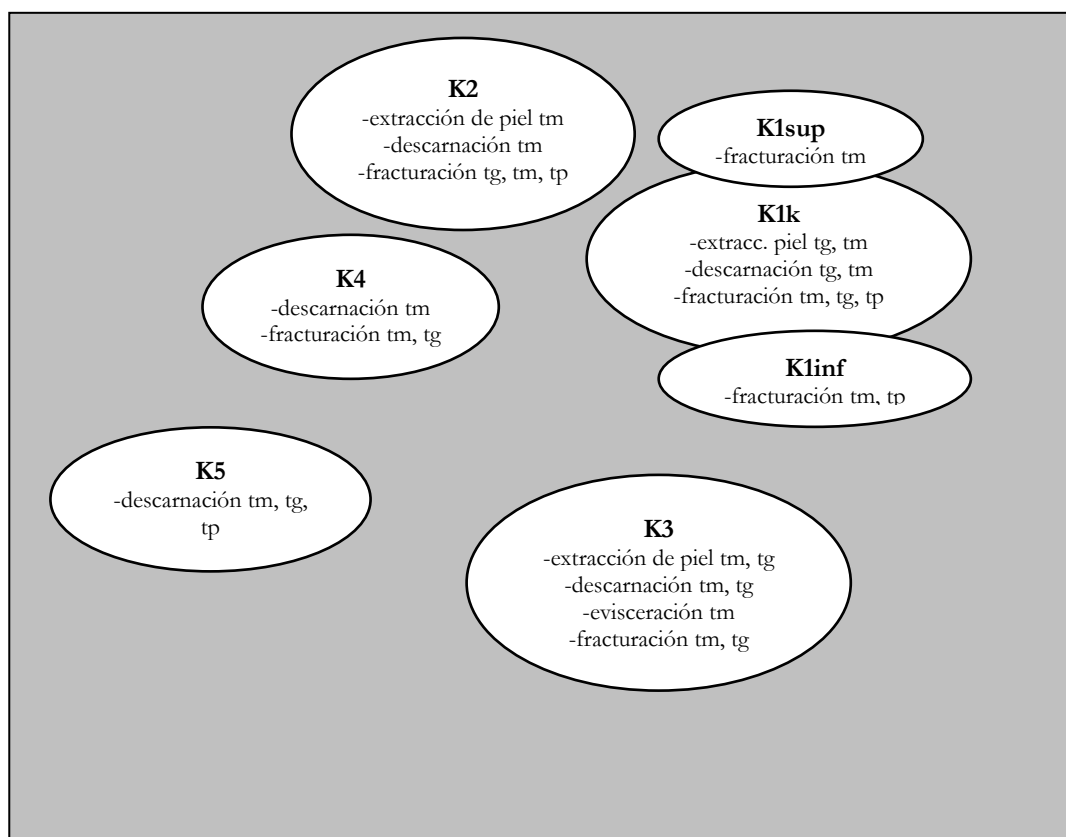 K2
-extracción de piel tm
-descarnación tm
-fracturación tg, tm, tp
K1sup
-fracturación tm
K1k
-extracc. piel tg, tm
-descarnación tg, tm
-fracturación tm, tg, tp
K4
-descarnación tm
-fracturación tm, tg
K1inf
-fracturación tm, tp
K5
-descarnación tm, tg,
tp
K3
-extracción de piel tm, tg
-descarnación tm, tg
-evisceración tm
-fracturación tm, tg